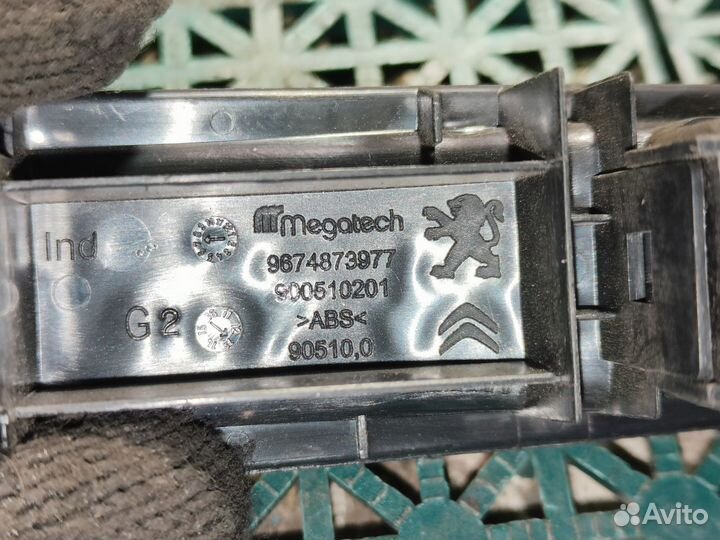 Megatech
Ind
9674873977
900510201
G2
>ABS<
90510,0
Avito